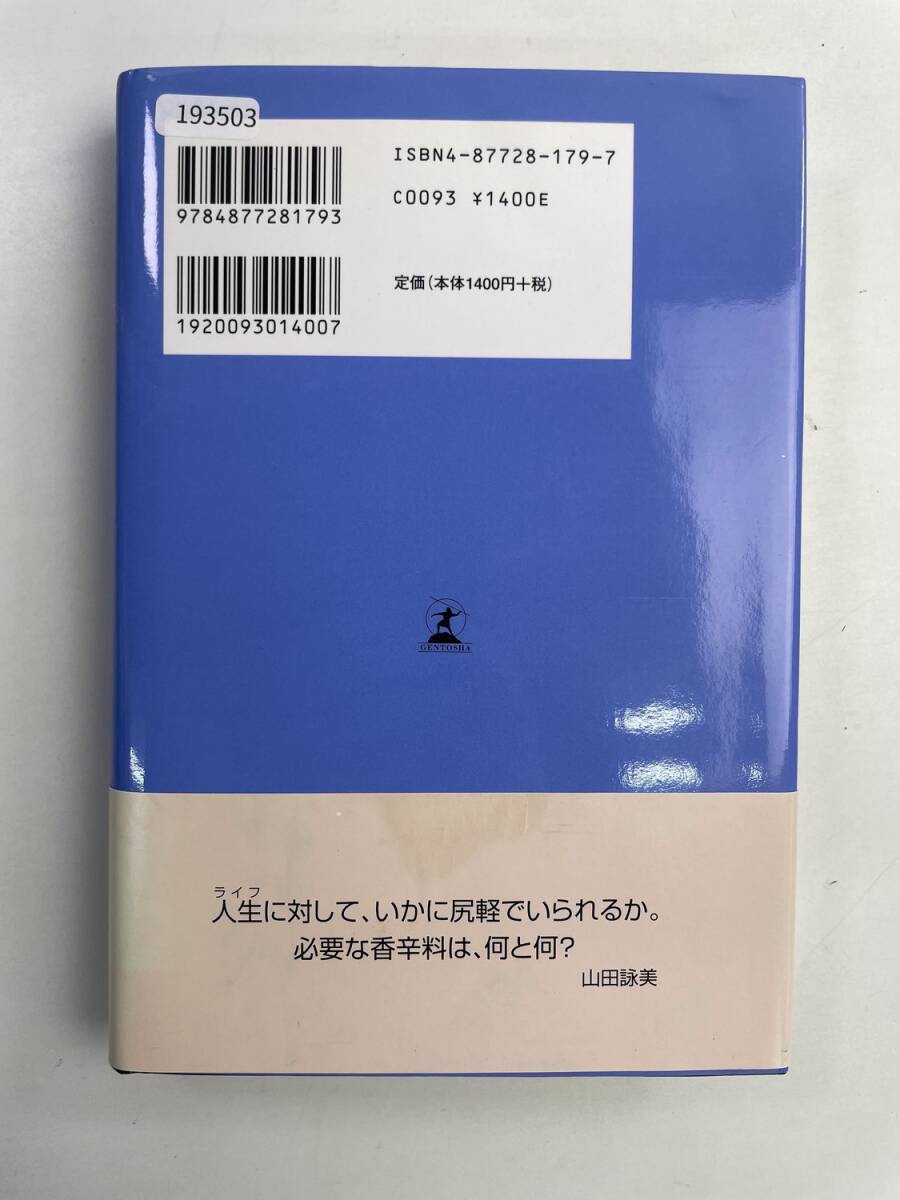 193503
ISBN4-87728-179-7
9784877281793
C0093 ¥1400E
定価(本体1400円+税)
1920093014007
GENTOSHA
ライフ
人生に対して、いかに尻軽でいられるか。
必要な香辛料は、何と何?
山田詠美